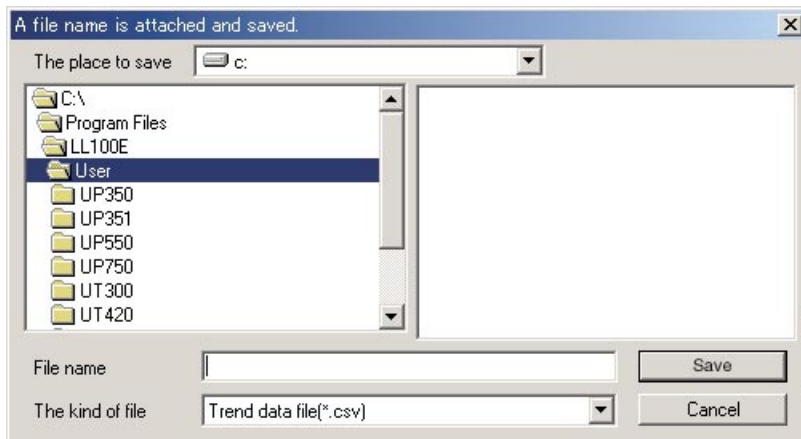 A file name is attached and saved.
The place to save
c:
C:\
Program Files
LL100E
User
UP350
UP351
UP550
UP750
UT300
UT420
File name
Save
The kind of file
Trend data file(*.csv)
Cancel